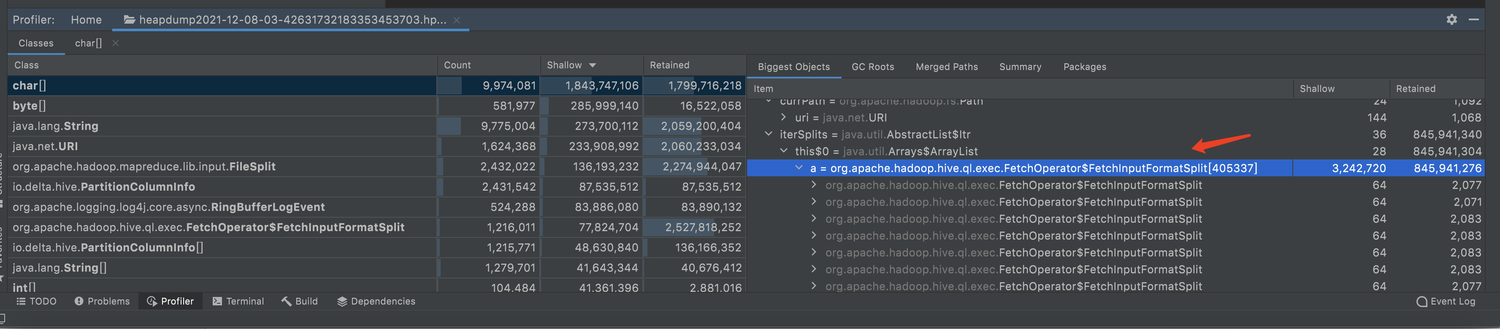 Profiler: Home heapdump2021-12-08-03-42631732183353453703.hp... ×
Classes char[] ×
Class Count Shallow Retained
char[] 9,974,081 1,843,747,106 1,799,716,218
byte[] 581,977 285,999,140 16,522,058
java.lang.String 9,775,004 273,700,112 2,059,200,404
java.net.URI 1,624,368 233,908,992 2,060,233,034
org.apache.hadoop.mapreduce.lib.input.FileSplit 2,432,022 136,193,232 2,274,944,047
io.delta.hive.PartitionColumnInfo 2,431,542 87,535,512 87,535,512
org.apache.logging.log4j.core.async.RingBufferLogEvent 524,288 83,886,080 83,890,132
org.apache.hadoop.hive.ql.exec.FetchOperator$FetchInputFormatSplit 1,216,011 77,824,704 2,527,818,252
io.delta.hive.PartitionColumnInfo[] 1,215,771 48,630,840 136,166,352
java.lang.String[] 1,279,701 41,643,344 40,676,412
int[] 104,484 41,361,396 2,881,016
Biggest Objects GC Roots Merged Paths Summary Packages
Item Shallow Retained
currPath = org.apache.hadoop.fs.Path 24 1,092
uri = java.net.URI 144 1,068
iterSplits = java.util.AbstractList$Itr 36 845,941,340
this$0 = java.util.Arrays$ArrayList 28 845,941,304
a = org.apache.hadoop.hive.ql.exec.FetchOperator$FetchInputFormatSplit[405337] 3,242,720 845,941,276
org.apache.hadoop.hive.ql.exec.FetchOperator$FetchInputFormatSplit 64 2,077
org.apache.hadoop.hive.ql.exec.FetchOperator$FetchInputFormatSplit 64 2,071
org.apache.hadoop.hive.ql.exec.FetchOperator$FetchInputFormatSplit 64 2,083
org.apache.hadoop.hive.ql.exec.FetchOperator$FetchInputFormatSplit 64 2,083
org.apache.hadoop.hive.ql.exec.FetchOperator$FetchInputFormatSplit 64 2,083
org.apache.hadoop.hive.ql.exec.FetchOperator$FetchInputFormatSplit 64 2,083
org.apache.hadoop.hive.ql.exec.FetchOperator$FetchInputFormatSplit 64 2,077
TODO Problems Profiler Terminal Build Dependencies Event Log